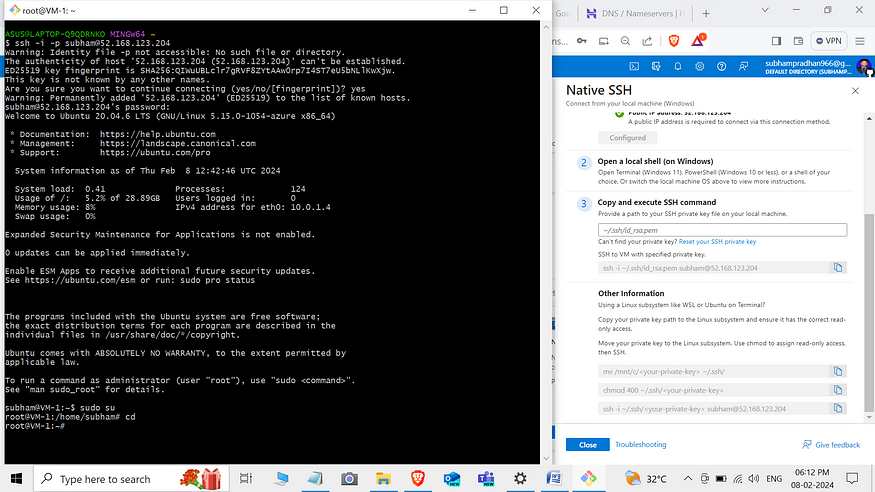 root@VM-1: ~
ASUS@LAPTOP-Q9QDRNKO MINGW64 ~
$ ssh -i -p subham@52.168.123.204
Warning: Identity file -p not accessible: No such file or directory.
The authenticity of host '52.168.123.204 (52.168.123.204)' can't be established.
ED25519 key fingerprint is SHA256:QIWuUBLclr7gRVF8ZYtAAwOrp7I4ST7eU5bNLlKwXjw.
This key is not known by any other names.
Are you sure you want to continue connecting (yes/no/[fingerprint])? yes
Warning: Permanently added '52.168.123.204' (ED25519) to the list of known hosts.
subham@52.168.123.204's password:
Welcome to Ubuntu 20.04.6 LTS (GNU/Linux 5.15.0-1054-azure x86_64)
* Documentation: https://help.ubuntu.com
* Management: https://landscape.canonical.com
* Support: https://ubuntu.com/pro
System information as of Thu Feb 8 12:42:46 UTC 2024
System load: 0.41 Processes: 124
Usage of /: 5.2% of 28.89GB Users logged in: 0
Memory usage: 8% IPv4 address for eth0: 10.0.1.4
Swap usage: 0%
Expanded Security Maintenance for Applications is not enabled.
0 updates can be applied immediately.
Enable ESM Apps to receive additional future security updates.
See https://ubuntu.com/esm or run: sudo pro status
The programs included with the Ubuntu system are free software;
the exact distribution terms for each program are described in the
individual files in /usr/share/doc/*/copyright.
Ubuntu comes with ABSOLUTELY NO WARRANTY, to the extent permitted by
applicable law.
To run a command as administrator (user "root"), use "sudo <command>".
See "man sudo_root" for details.
subham@VM-1:~$ sudo su
root@VM-1:/home/subham# cd
root@VM-1:~#
Goo
DNS / Nameservers | H
ns...
VPN
subhampradhan966@g...
DEFAULT DIRECTORY (SUBHAMP...
Native SSH
Connect from your local machine (Windows)
Public IP address: 52.168.123.204
A public IP address is required to connect via this connection method.
Configured
2 Open a local shell (on Windows)
Open Terminal (Windows 11), PowerShell (Windows 10 or less), or a shell of your
choice. Or switch the local machine OS above to view more instructions.
3 Copy and execute SSH command
Provide a path to your SSH private key file on your local machine.
~/.ssh/id_rsa.pem
Can't find your private key? Reset your SSH private key
SSH to VM with specified private key.
ssh -i ~/.ssh/id_rsa.pem subham@52.168.123.204
Other Information
Using a Linux subsystem like WSL or Ubuntu on Terminal?
Copy your private key path to the Linux subsystem and ensure it has the correct read-
only access.
Move your private key to the Linux subsystem. Use chmod to assign read-only access,
then SSH.
mv /mnt/c/<your-private-key> ~/.ssh/
chmod 400 ~/.ssh/<your-private-key>
ssh -i ~/.ssh/<your-private-key> subham@52.168.123.204
Close
Troubleshooting
Give feedback
Type here to search
32°C
ENG
06:12 PM
08-02-2024